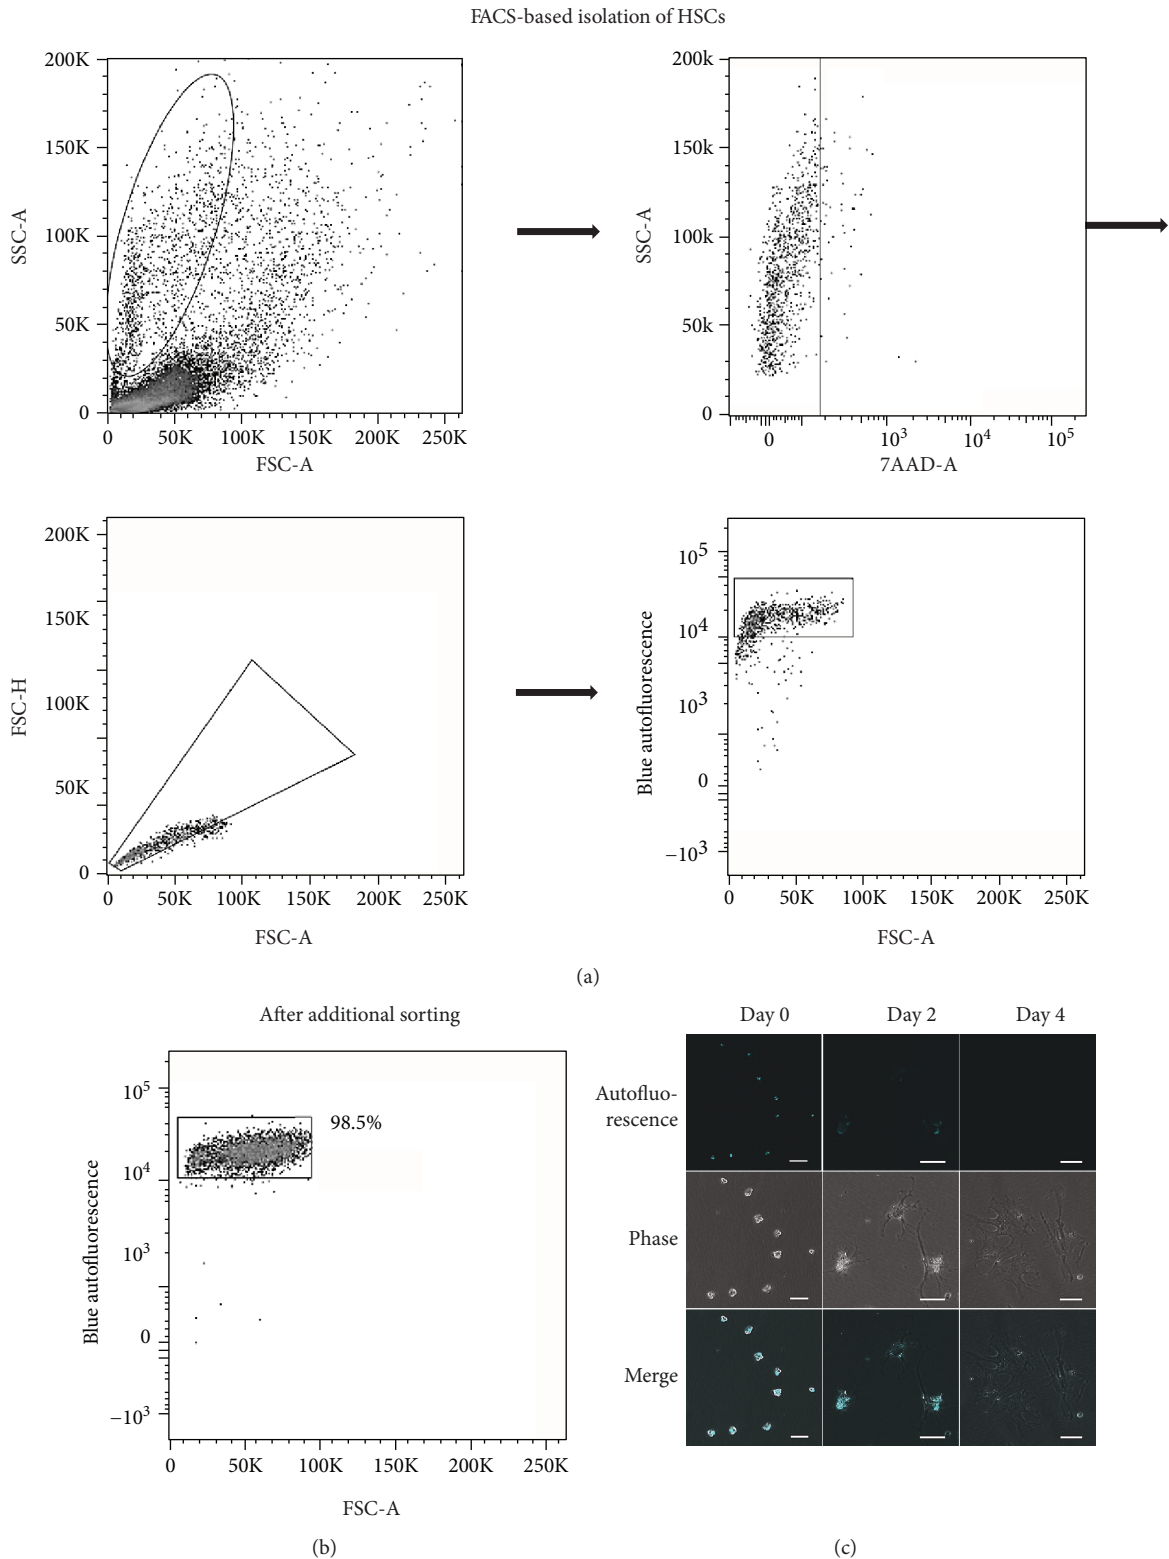 FACS-based isolation of HSCs
200K
150K
100K
50K
0
SSC-A
0 50K 100K 150K 200K 250K
FSC-A
200k
150k
100k
50k
0
SSC-A
0 10³ 10⁴ 10⁵
7AAD-A
200K
150K
100K
50K
0
FSC-H
0 50K 100K 150K 200K 250K
FSC-A
10⁵
10⁴
10³
0
−10³
Blue autofluorescence
0 50K 100K 150K 200K 250K
FSC-A
(a)
After additional sorting
10⁵
10⁴
10³
0
−10³
Blue autofluorescence
98.5%
0 50K 100K 150K 200K 250K
FSC-A
(b)
Day 0 Day 2 Day 4
Autofluo-
rescence
Phase
Merge
(c)